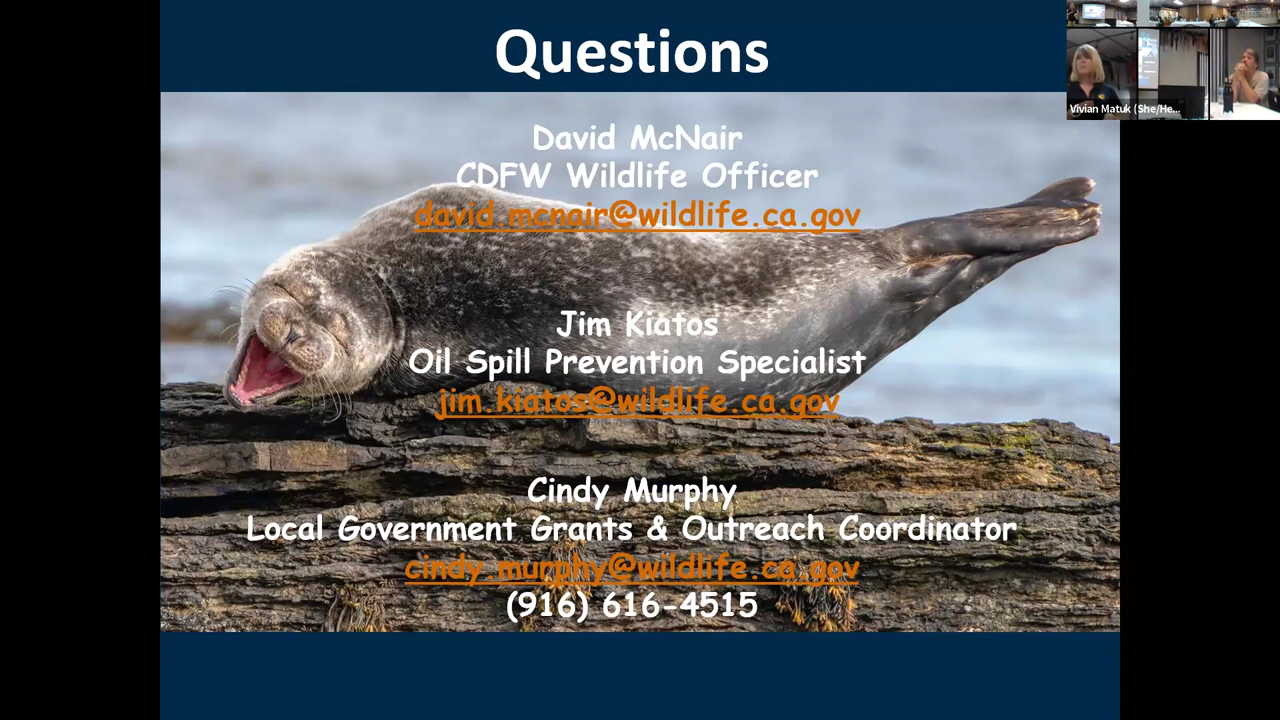 Questions
David McNair
CDFW Wildlife Officer
david.mcnair@wildlife.ca.gov
Jim Kiatos
Oil Spill Prevention Specialist
jim.kiatos@wildlife.ca.gov
Cindy Murphy
Local Government Grants & Outreach Coordinator
cindy.murphy@wildlife.ca.gov
(916) 616-4515
Vivian Matuk (She/He...